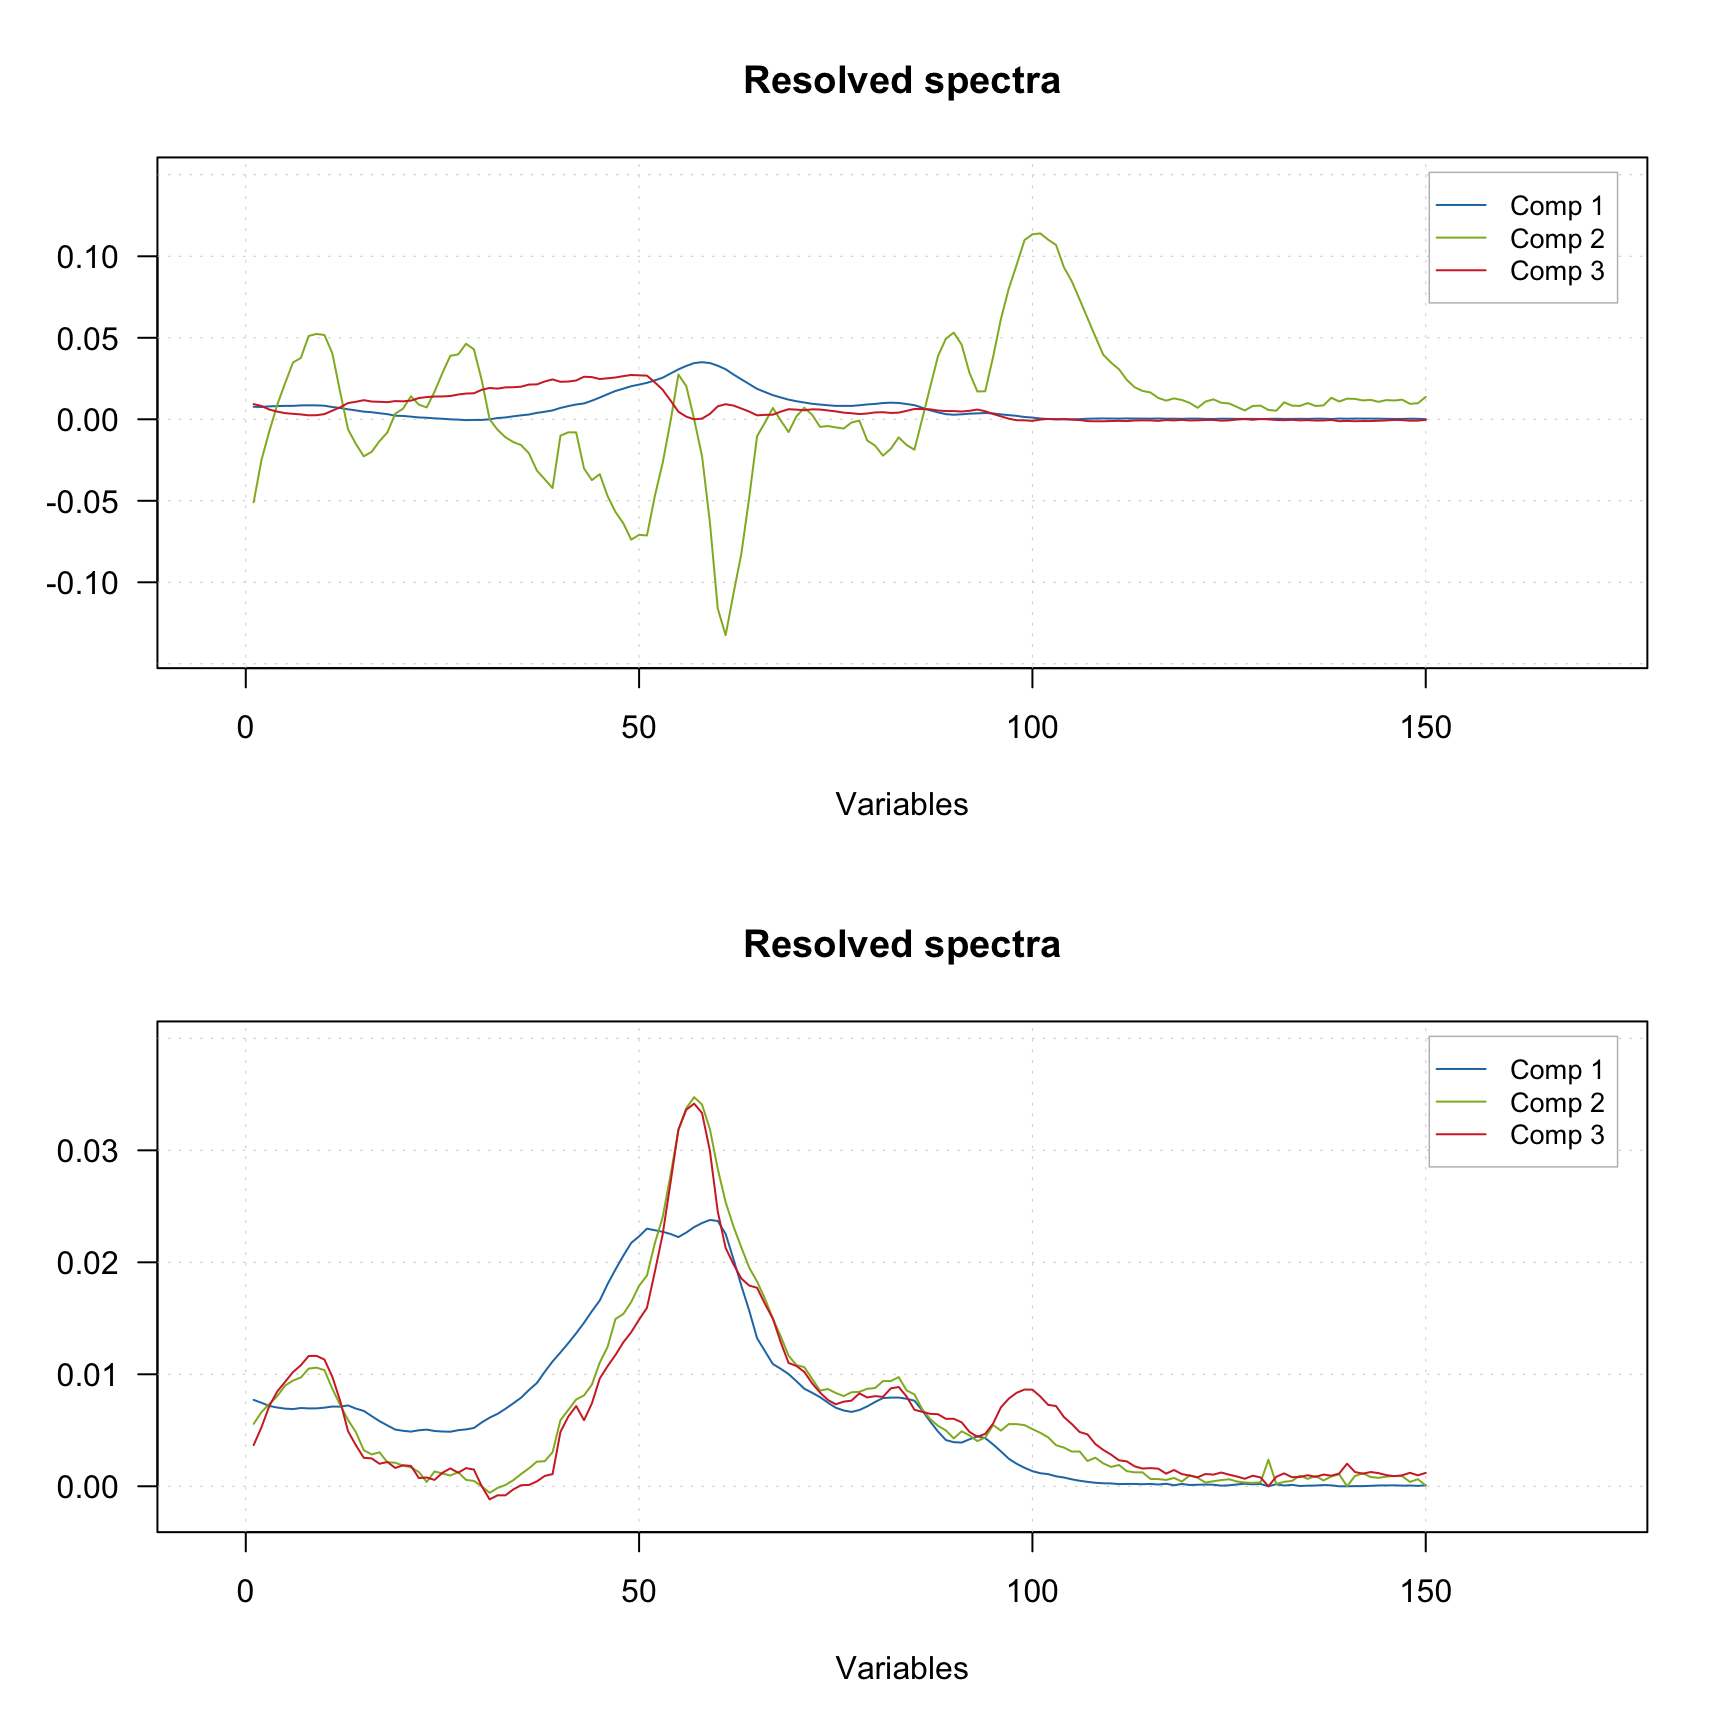 Resolved spectra
Comp 1
Comp 2
Comp 3
0.10
0.05
0.00
-0.05
-0.10
0 50 100 150
Variables
Resolved spectra
Comp 1
Comp 2
Comp 3
0.03
0.02
0.01
0.00
0 50 100 150
Variables